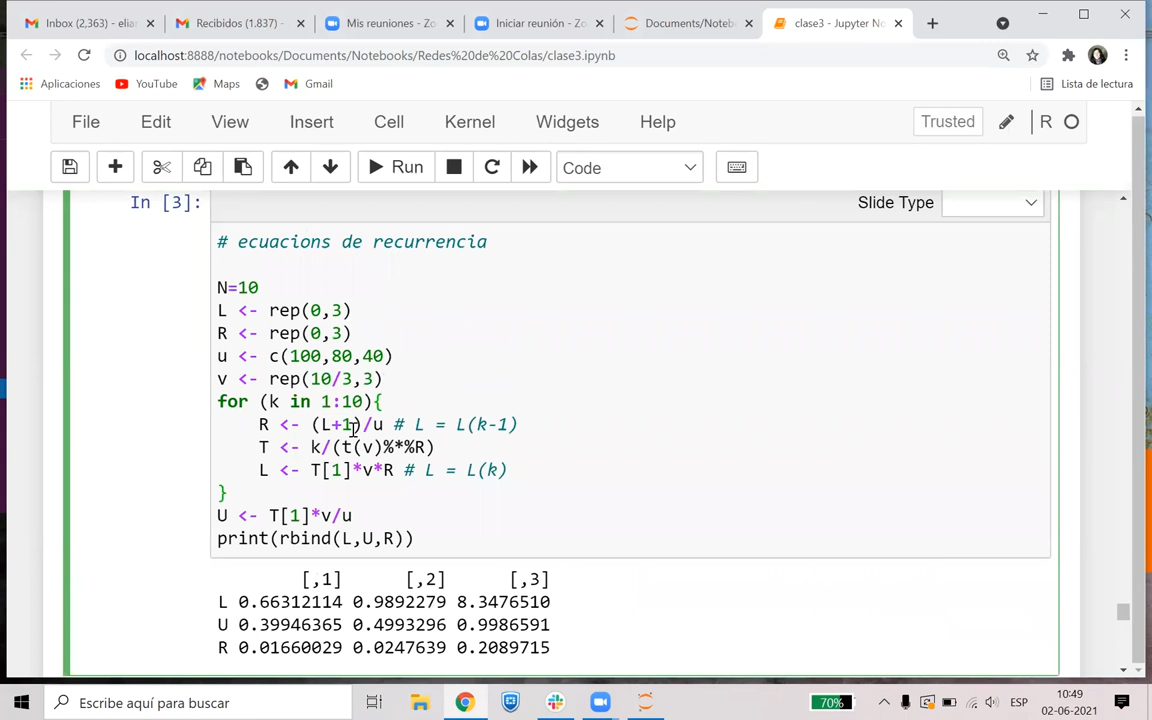 Inbox (2,363) - eliar
Recibidos (1.837) -
Mis reuniones - Zo
Iniciar reunión - Zo
Documents/Noteb
clase3 - Jupyter No
localhost:8888/notebooks/Documents/Notebooks/Redes%20de%20Colas/clase3.ipynb
Aplicaciones YouTube Maps Gmail Lista de lectura
File Edit View Insert Cell Kernel Widgets Help Trusted R
Run Code
In [3]: Slide Type
# ecuacions de recurrencia
N=10
L <- rep(0,3)
R <- rep(0,3)
u <- c(100,80,40)
v <- rep(10/3,3)
for (k in 1:10){
R <- (L+1)/u # L = L(k-1)
T <- k/(t(v)%*%R)
L <- T[1]*v*R # L = L(k)
}
U <- T[1]*v/u
print(rbind(L,U,R))
[,1] [,2] [,3]
L 0.66312114 0.9892279 8.3476510
U 0.39946365 0.4993296 0.9986591
R 0.01660029 0.0247639 0.2089715
Escribe aquí para buscar
70%
ESP
10:49
02-06-2021